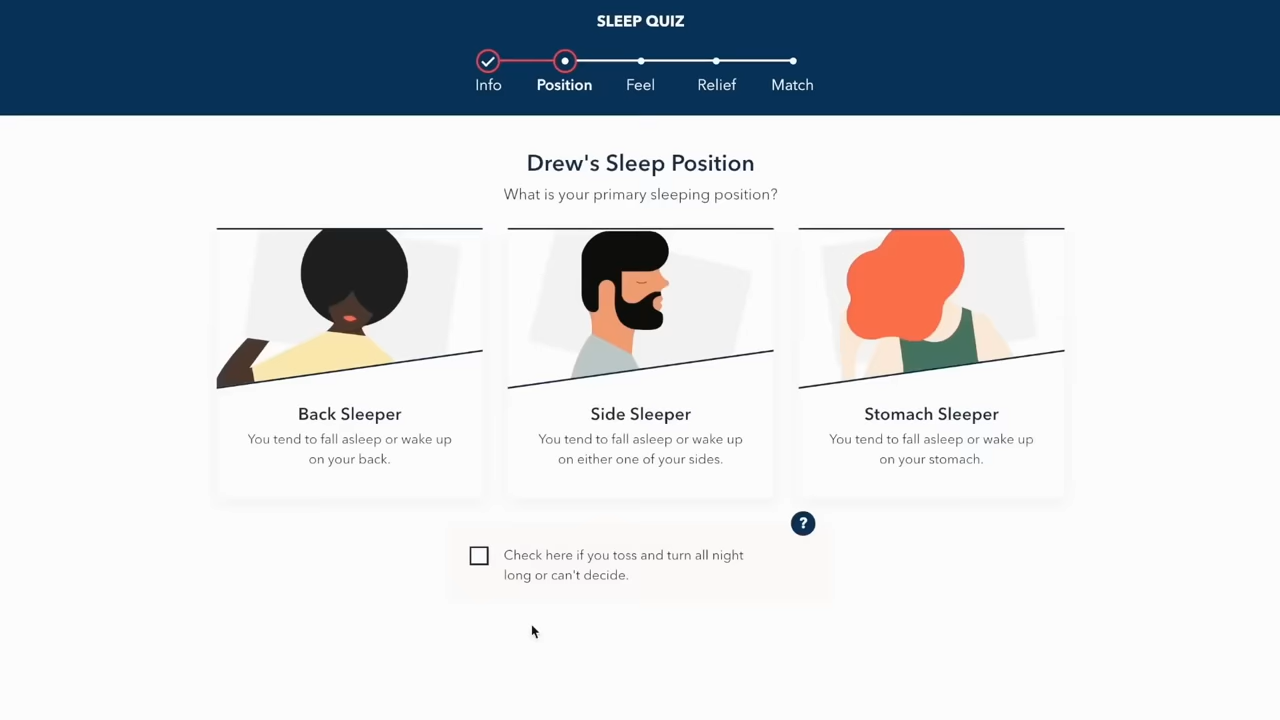 SLEEP QUIZ
Info
Position
Feel
Relief
Match
Drew's Sleep Position
What is your primary sleeping position?
Back Sleeper
You tend to fall asleep or wake up
on your back.
Side Sleeper
You tend to fall asleep or wake up
on either one of your sides.
Stomach Sleeper
You tend to fall asleep or wake up
on your stomach.
?
Check here if you toss and turn all night
long or can't decide.